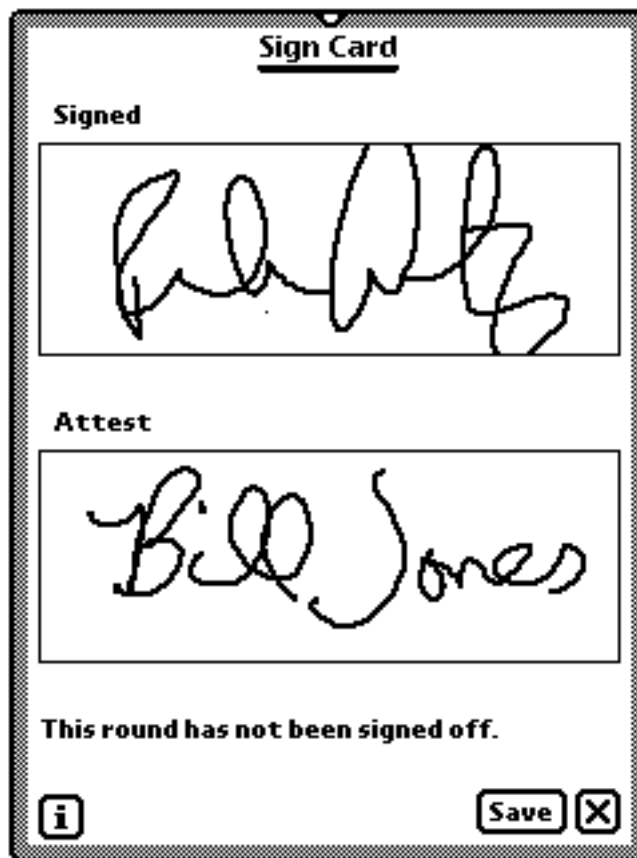 Sign Card
Signed
Attest
Bill Jones
This round has not been signed off.
i
Save